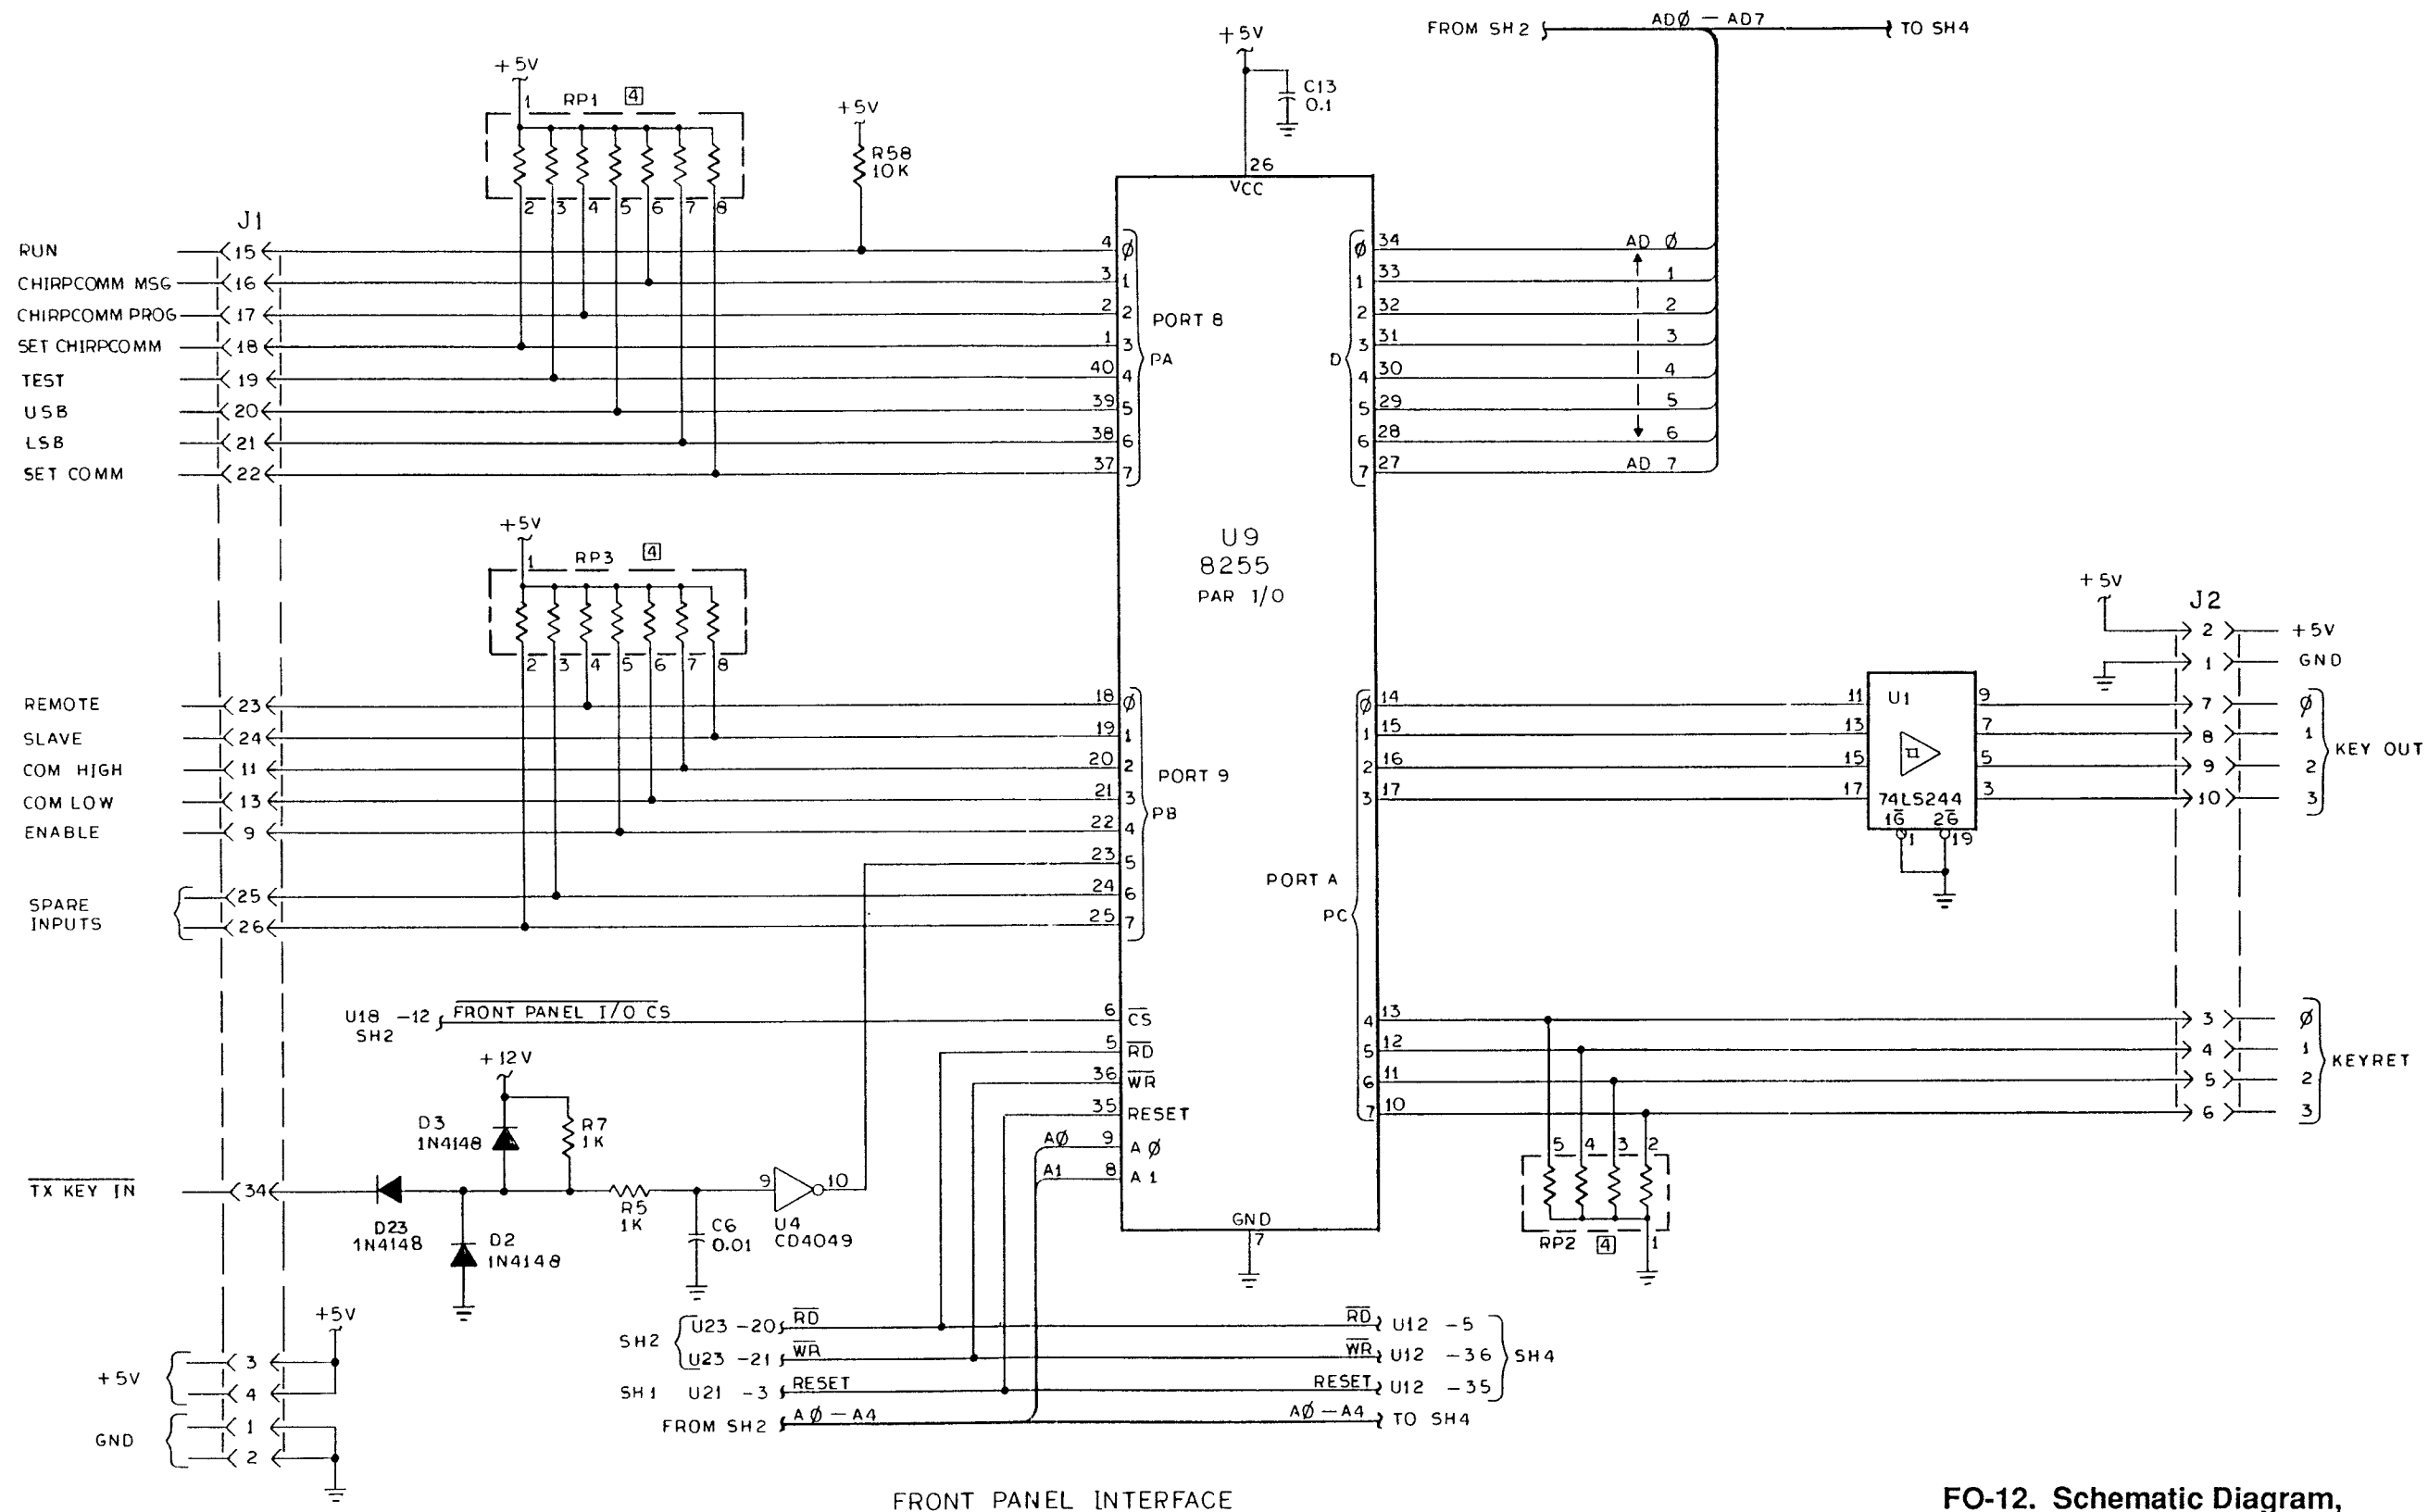 FROM SH2 ADØ — AD7 TO SH4
+5V
C13
0.1
26
VCC
+5V
1 RP1 4
2 3 4 5 6 7 8
+5V
R58
10K
J1
RUN 15 4 Ø
CHIRPCOMM MSG 16 3 1
CHIRPCOMM PROG 17 2 2
SET CHIRPCOMM 18 1 3
TEST 19 40 4
USB 20 39 5
LSB 21 38 6
SET COMM 22 37 7
PORT 8
PA
D
Ø 34 AD Ø
1 33 1
2 32 2
3 31 3
4 30 4
5 29 5
6 28 6
7 27 AD 7
U9
8255
PAR I/O
+5V
1 RP3 4
2 3 4 5 6 7 8
REMOTE 23 18 Ø
SLAVE 24 19 1
COM HIGH 11 20 2
COM LOW 13 21 3
ENABLE 9 22 4
23 5
SPARE
INPUTS
25 24 6
26 25 7
PORT 9
PB
PORT A
PC
Ø 14 11 9 7 Ø
1 15 13 7 8 1
2 16 15 5 9 2
3 17 17 3 10 3
U1
74LS244
1G 2G
1 19
+5V
J2
2 +5V
1 GND
KEY OUT
4 13 3 Ø
5 12 4 1
6 11 5 2
7 10 6 3
KEYRET
5 4 3 2
RP2 4 1
U18 -12 FRONT PANEL I/O CS 6 CS
SH2
5 RD
36 WR
35 RESET
AØ 9 A Ø
A1 8 A 1
GND
7
+12V
D3
1N4148
R7
1K
TX KEY IN 34
D23
1N4148
D2
1N4148
R5
1K
C6
0.01
9 10
U4
CD4049
+5V
+5V 3
4
GND 1
2
SH2 U23 -20 RD RD U12 -5
U23 -21 WR WR U12 -36 SH4
SH1 U21 -3 RESET RESET U12 -35
FROM SH2 AØ — A4 AØ — A4 TO SH4
FRONT PANEL INTERFACE
FO-12. Schematic Diagram,